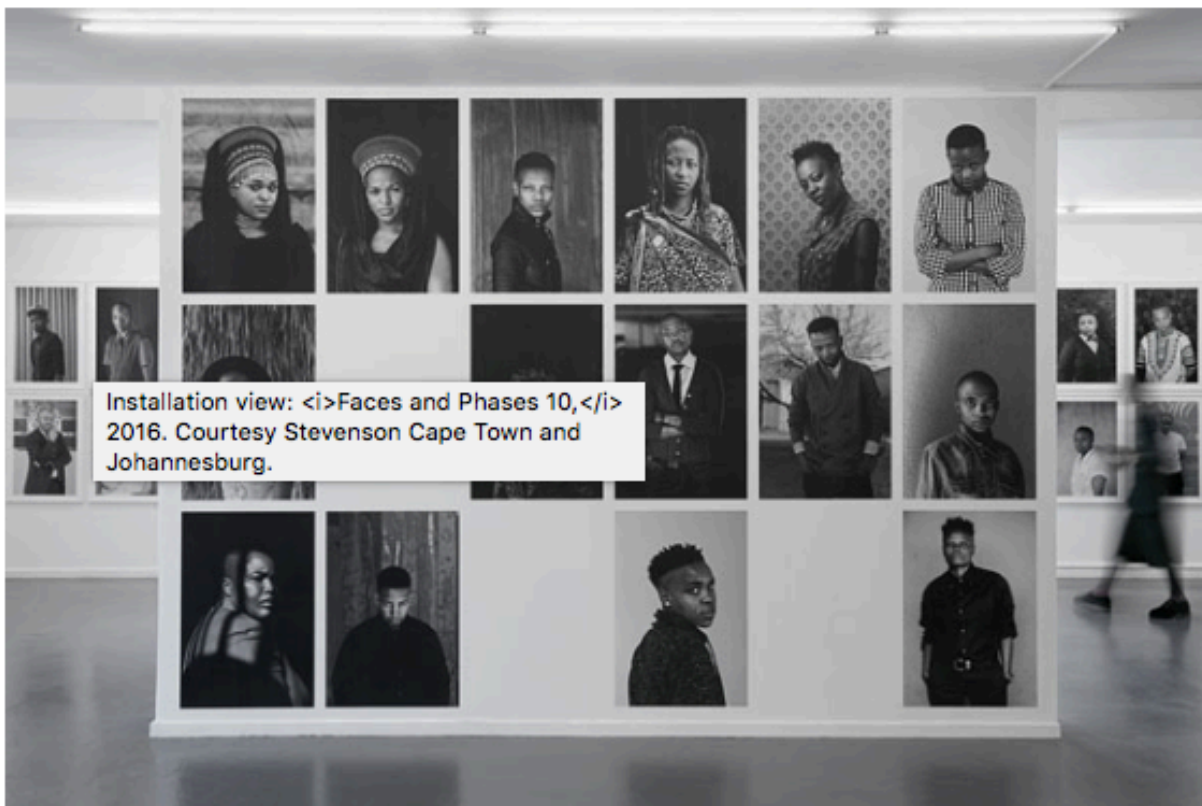 Installation view: <i>Faces and Phases 10,</i>
2016. Courtesy Stevenson Cape Town and
Johannesburg.